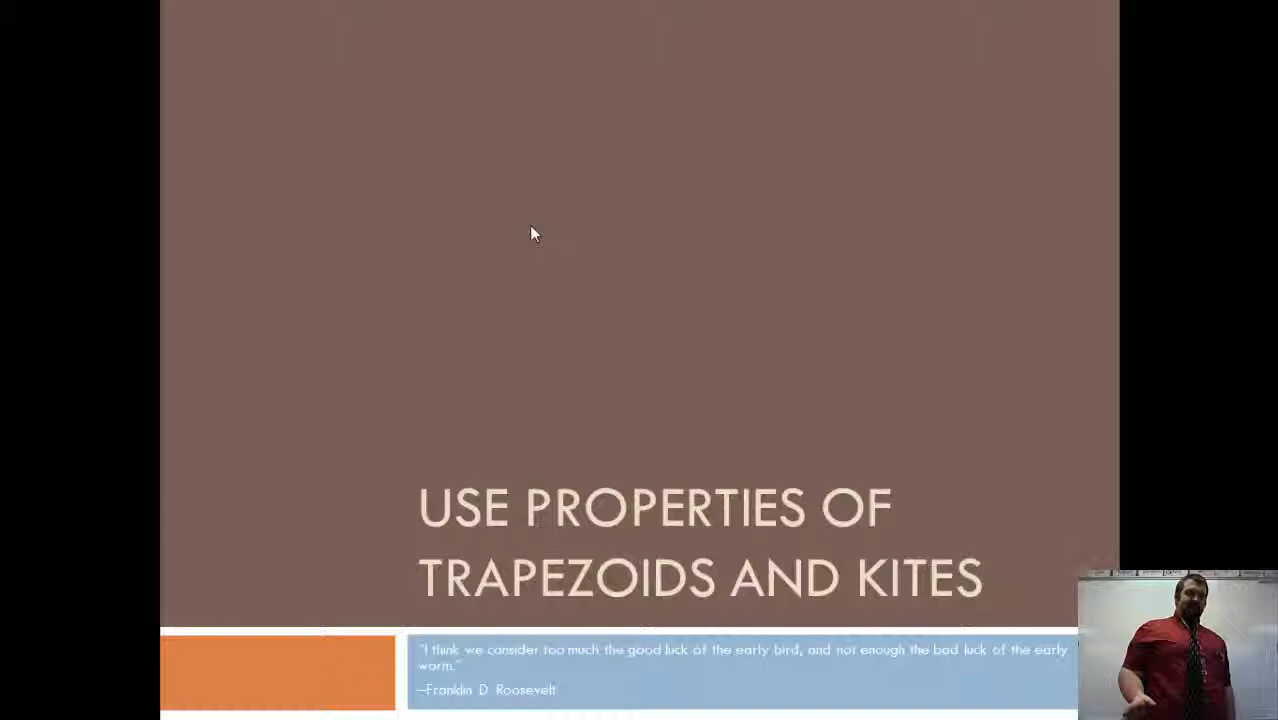 USE PROPERTIES OF
TRAPEZOIDS AND KITES
"I think we consider too much the good luck of the early bird, and not enough the bad luck of the early
worm."
–Franklin D. Roosevelt